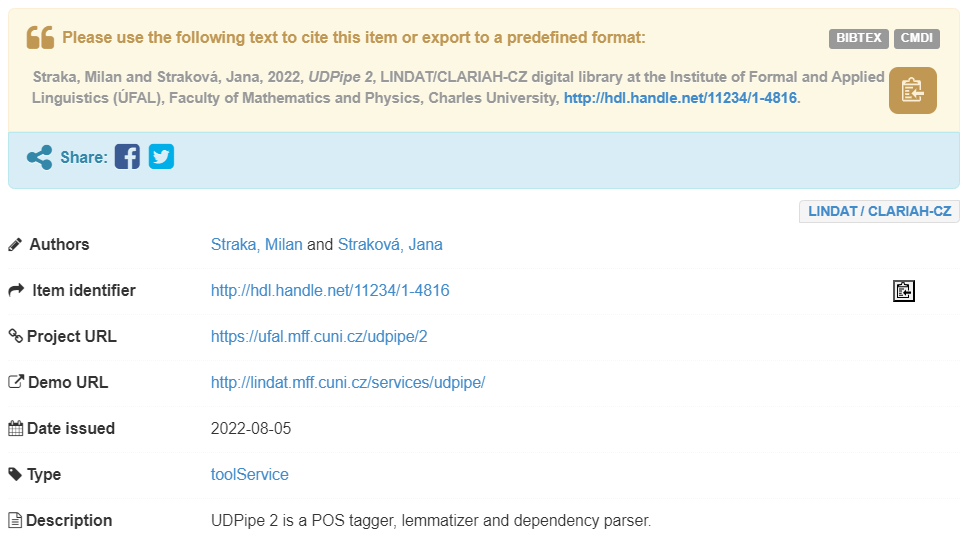 Please use the following text to cite this item or export to a predefined format:
BIBTEX CMDI
Straka, Milan and Straková, Jana, 2022, UDPipe 2, LINDAT/CLARIAH-CZ digital library at the Institute of Formal and Applied
Linguistics (ÚFAL), Faculty of Mathematics and Physics, Charles University, http://hdl.handle.net/11234/1-4816.
Share:
LINDAT / CLARIAH-CZ
Authors Straka, Milan and Straková, Jana
Item identifier http://hdl.handle.net/11234/1-4816
Project URL https://ufal.mff.cuni.cz/udpipe/2
Demo URL http://lindat.mff.cuni.cz/services/udpipe/
Date issued 2022-08-05
Type toolService
Description UDPipe 2 is a POS tagger, lemmatizer and dependency parser.